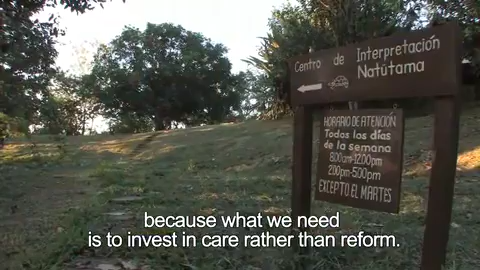 Centro de Interpretación
Natütama
HORARIO DE ATENCIÓN
Todos los días
de la semana
8:00am-12:00pm
2:00pm-5:00pm
EXCEPTO EL MARTES
because what we need
is to invest in care rather than reform.